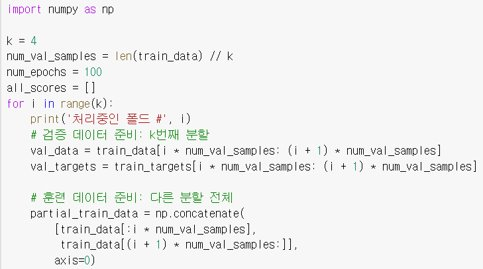 import numpy as np
k = 4
num_val_samples = len(train_data) // k
num_epochs = 100
all_scores = []
for i in range(k):
    print('처리중인 폴드 #', i)
    # 검증 데이터 준비: k번째 분할
    val_data = train_data[i * num_val_samples: (i + 1) * num_val_samples]
    val_targets = train_targets[i * num_val_samples: (i + 1) * num_val_samples]
    # 훈련 데이터 준비: 다른 분할 전체
    partial_train_data = np.concatenate(
        [train_data[:i * num_val_samples],
         train_data[(i + 1) * num_val_samples:]],
        axis=0)